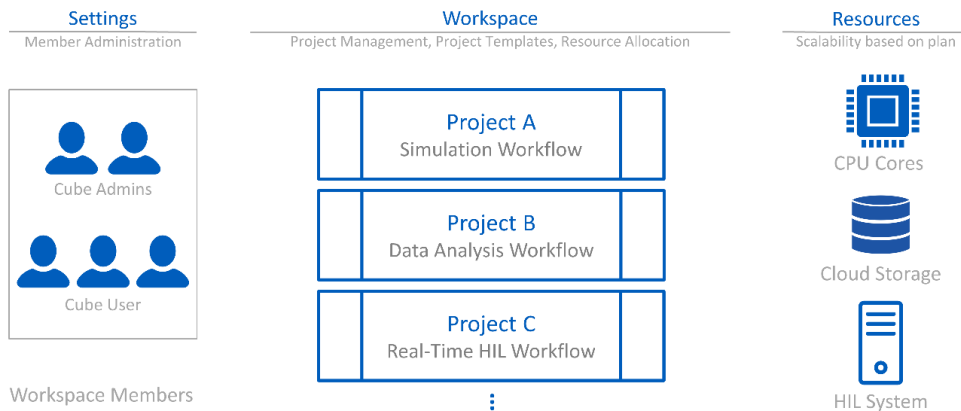 Settings
Member Administration
Cube Admins
Cube User
Workspace Members
Workspace
Project Management, Project Templates, Resource Allocation
Project A
Simulation Workflow
Project B
Data Analysis Workflow
Project C
Real-Time HIL Workflow
Resources
Scalability based on plan
CPU Cores
Cloud Storage
HIL System